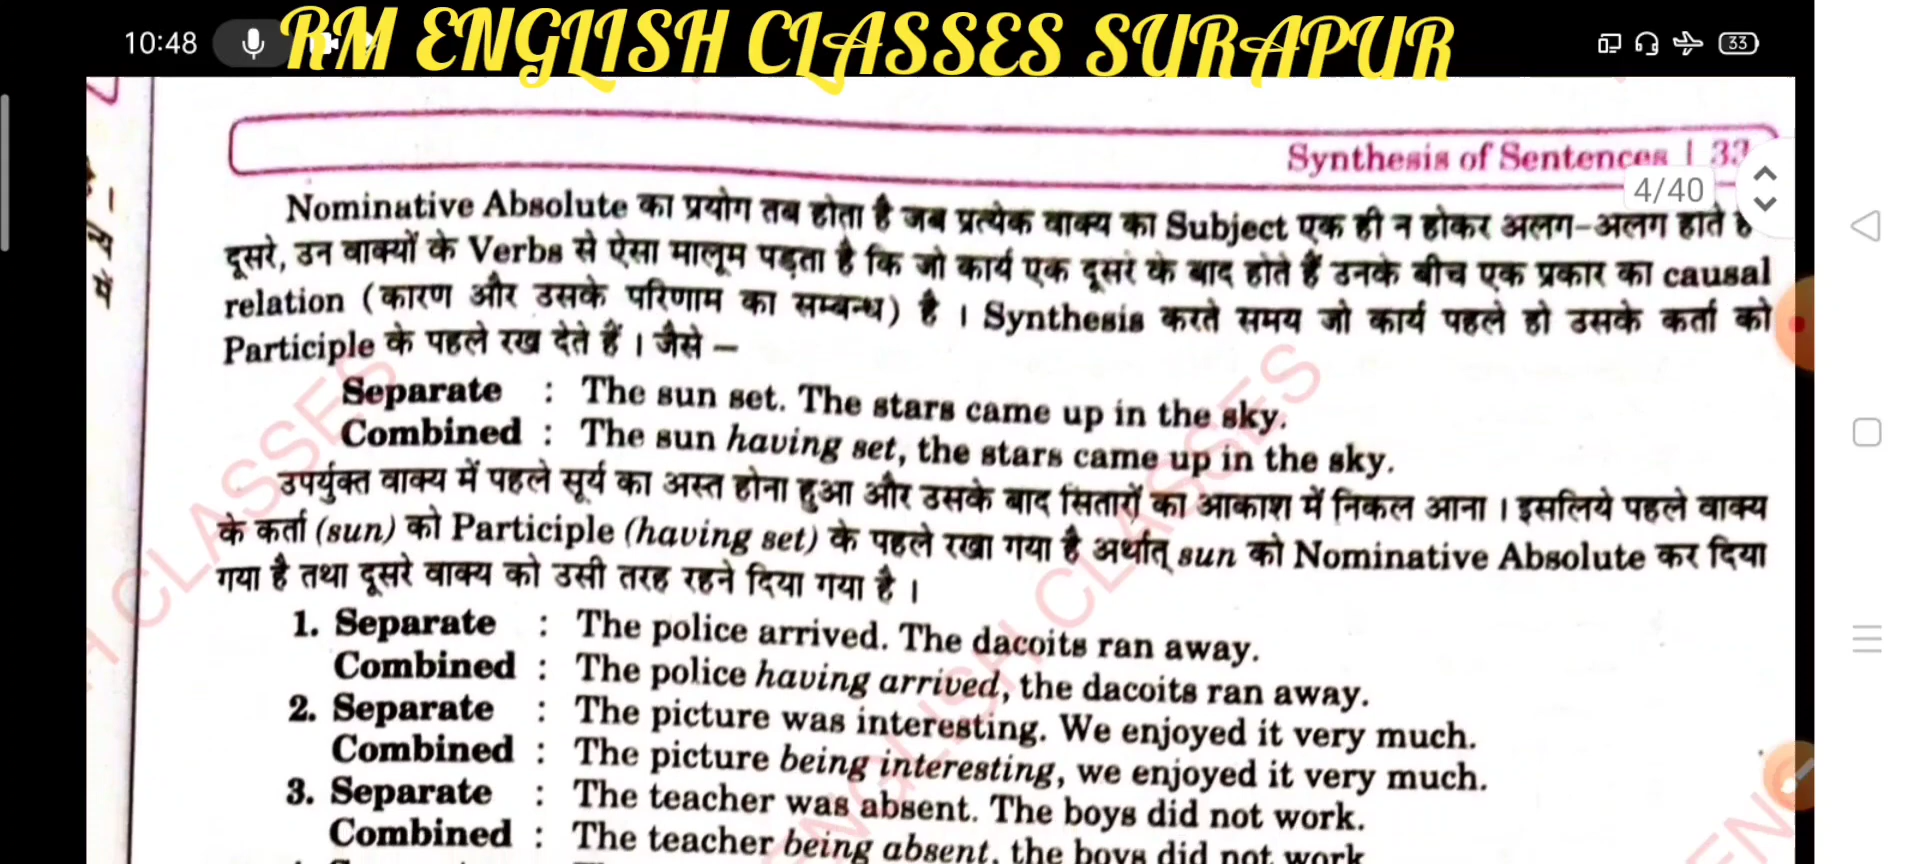 RM ENGLISH CLASSES SURAPUR
10:48
33
Synthesis of Sentences | 33
4/40
Nominative Absolute का प्रयोग तब होता है जब प्रत्येक वाक्य का Subject एक ही न होकर अलग-अलग हाते है
दूसरे, उन वाक्यों के Verbs से ऐसा मालूम पड़ता है कि जो कार्य एक दूसरे के बाद होते हैं उनके बीच एक प्रकार का causal
relation (कारण और उसके परिणाम का सम्बन्ध) है । Synthesis करते समय जो कार्य पहले हो उसके कर्ता को
Participle के पहले रख देते हैं । जैसे –
Separate : The sun set. The stars came up in the sky.
Combined : The sun having set, the stars came up in the sky.
उपर्युक्त वाक्य में पहले सूर्य का अस्त होना हुआ और उसके बाद सितारों का आकाश में निकल आना । इसलिये पहले वाक्य
के कर्ता (sun) को Participle (having set) के पहले रखा गया है अर्थात् sun को Nominative Absolute कर दिया
गया है तथा दूसरे वाक्य को उसी तरह रहने दिया गया है ।
1. Separate : The police arrived. The dacoits ran away.
Combined : The police having arrived, the dacoits ran away.
2. Separate : The picture was interesting. We enjoyed it very much.
Combined : The picture being interesting, we enjoyed it very much.
3. Separate : The teacher was absent. The boys did not work.
Combined : The teacher being absent, the boys did not work
है ।
न्य
में
H CLASSES
ENGLISH CLASSES
ENG